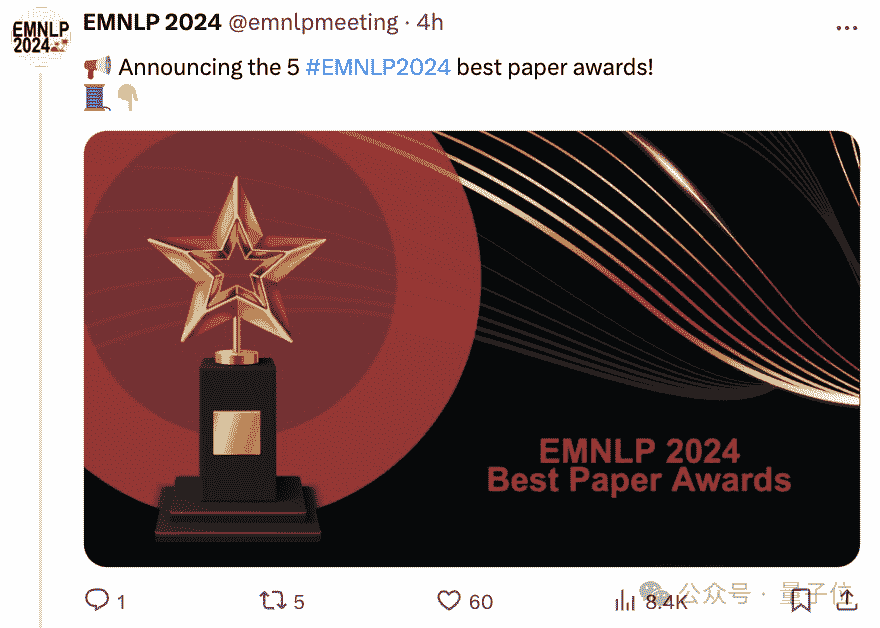 EMNLP
2024
EMNLP 2024 @emnlpmeeting · 4h
Announcing the 5 #EMNLP2024 best paper awards!
EMNLP 2024
Best Paper Awards
1 5 60 8.4K
公众号 · 量子位